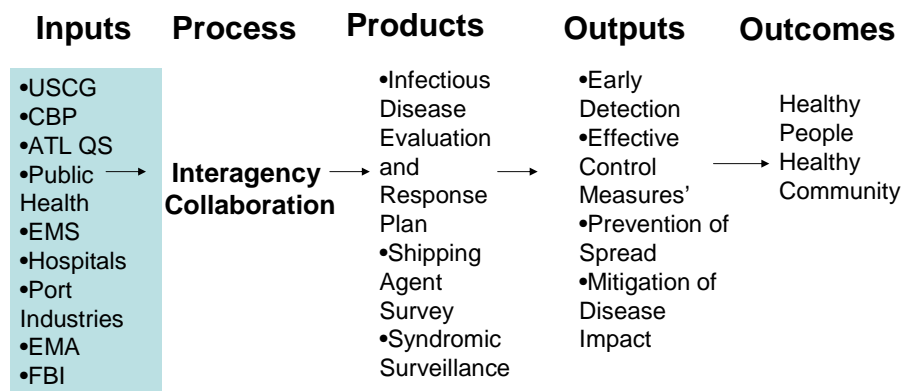 Inputs
•USCG
•CBP
•ATL QS
•Public
Health
•EMS
•Hospitals
•Port
Industries
•EMA
•FBI
Process
Interagency
Collaboration
Products
•Infectious
Disease
Evaluation
and
Response
Plan
•Shipping
Agent
Survey
•Syndromic
Surveillance
Outputs
•Early
Detection
•Effective
Control
Measures’
•Prevention of
Spread
•Mitigation of
Disease
Impact
Outcomes
Healthy
People
Healthy
Community